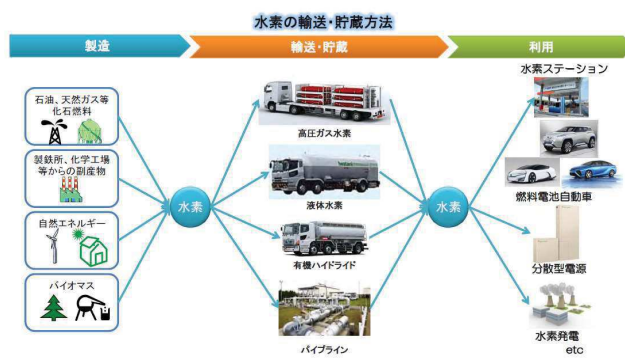 水素の輸送・貯蔵方法
製造
輸送・貯蔵
利用
石油、天然ガス等
化石燃料
製鉄所、化学工場
等からの副産物
自然エネルギー
バイオマス
水素
高圧ガス水素
液体水素
有機ハイドライド
パイプライン
水素
水素ステーション
燃料電池自動車
分散型電源
水素発電
etc